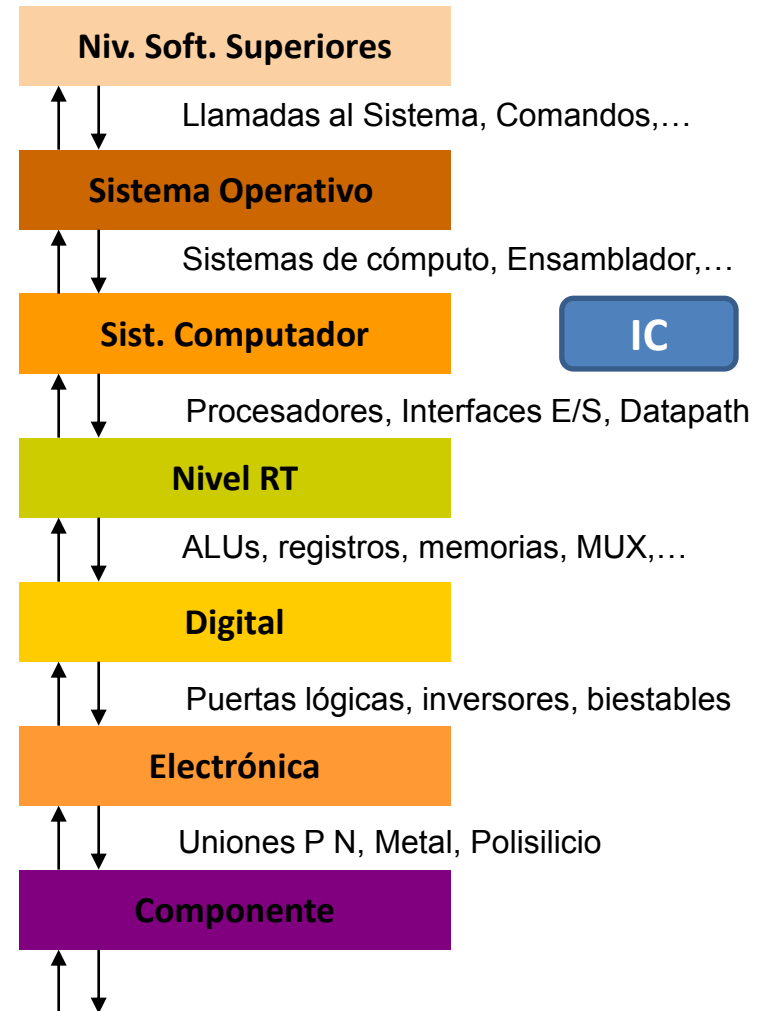 Niv. Soft. Superiores
Llamadas al Sistema, Comandos,…
Sistema Operativo
Sistemas de cómputo, Ensamblador,…
Sist. Computador
IC
Procesadores, Interfaces E/S, Datapath
Nivel RT
ALUs, registros, memorias, MUX,…
Digital
Puertas lógicas, inversores, biestables
Electrónica
Uniones P N, Metal, Polisilicio
Componente